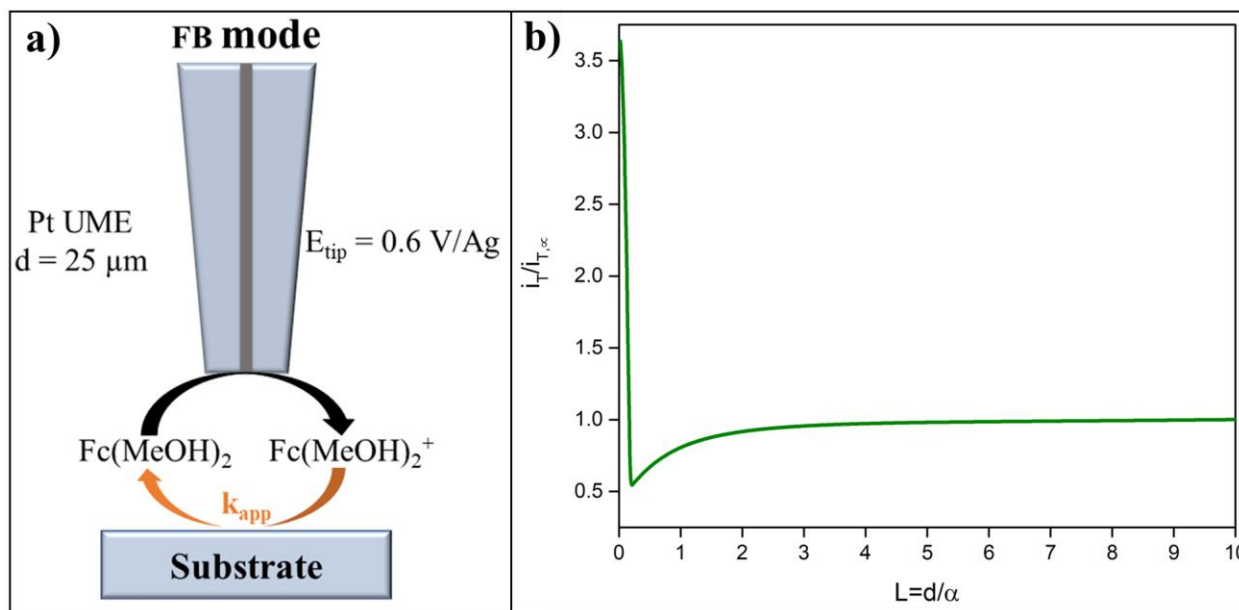 a)
FB mode
Pt UME
d = 25 µm
E_tip = 0.6 V/Ag
Fc(MeOH)₂ Fc(MeOH)₂⁺
k_app
Substrate
b)
3.5
3.0
2.5
2.0
1.5
1.0
0.5
i_T/i_T,∝
0 1 2 3 4 5 6 7 8 9 10
L=d/α